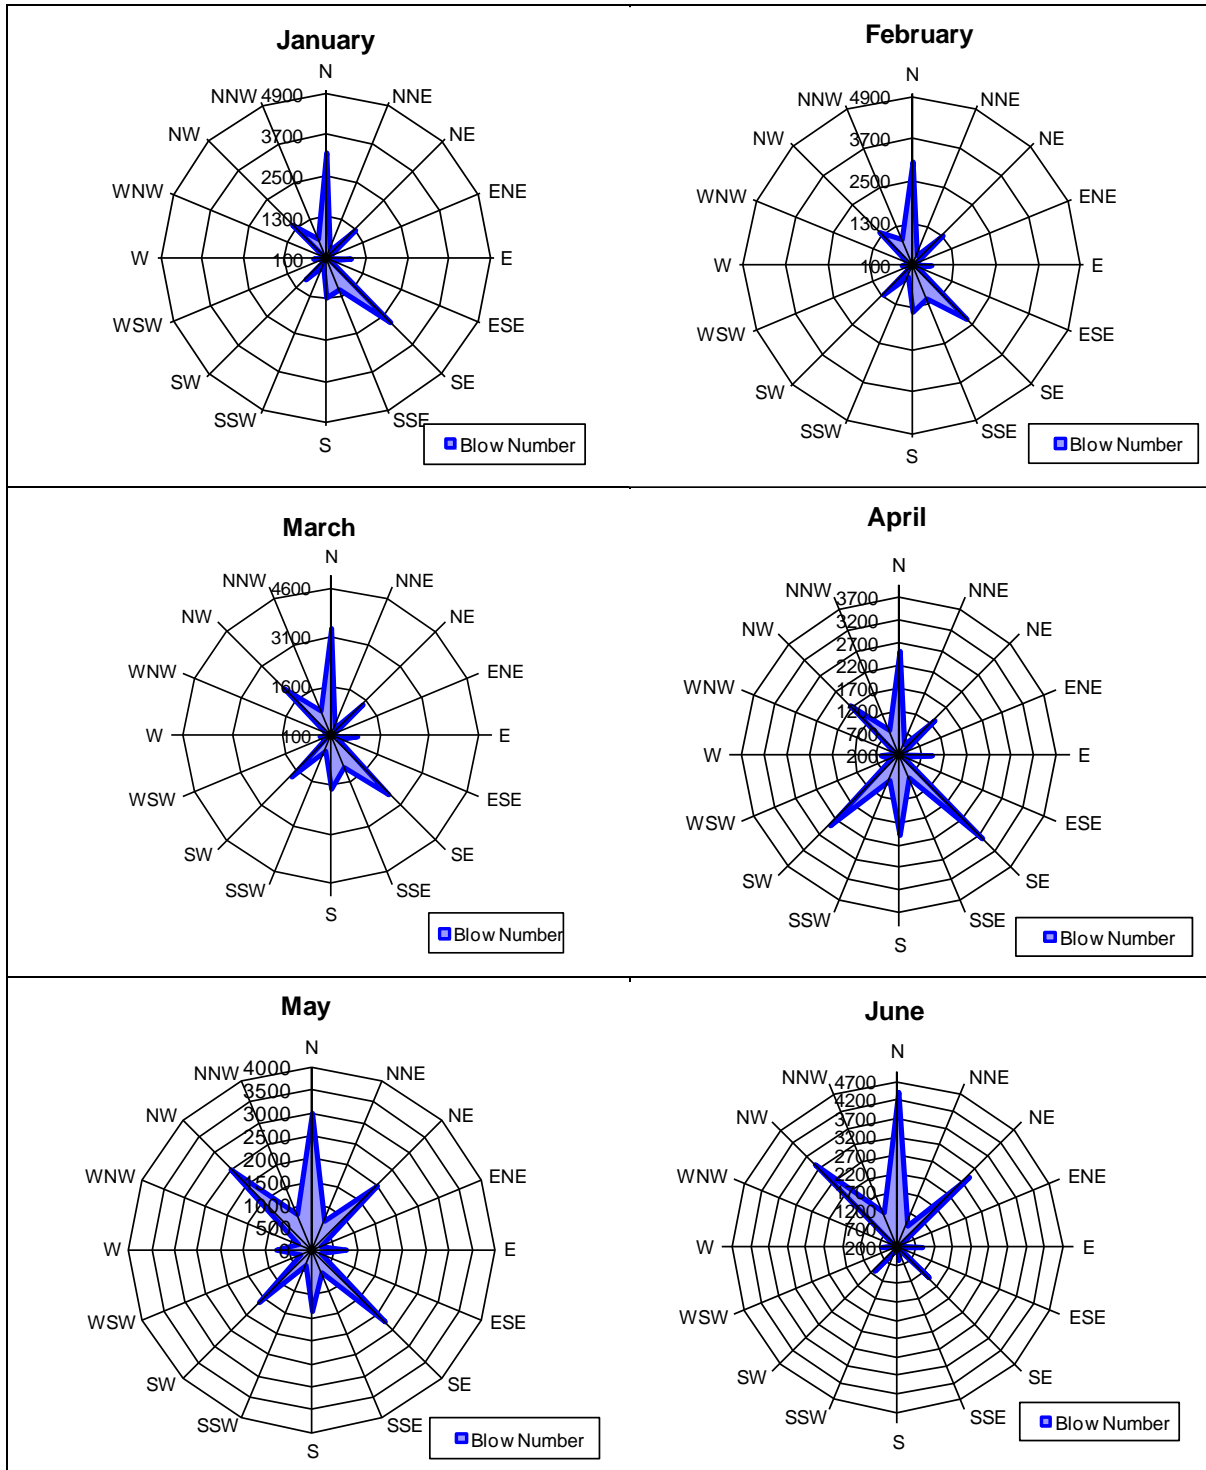 January
N
NNE
NE
ENE
E
ESE
SE
SSE
S
SSW
SW
WSW
W
WNW
NW
NNW
4900
3700
2500
1300
100
Blow Number
February
N
NNE
NE
ENE
E
ESE
SE
SSE
S
SSW
SW
WSW
W
WNW
NW
NNW
4900
3700
2500
1300
100
Blow Number
March
N
NNE
NE
ENE
E
ESE
SE
SSE
S
SSW
SW
WSW
W
WNW
NW
NNW
4600
3100
1600
100
Blow Number
April
N
NNE
NE
ENE
E
ESE
SE
SSE
S
SSW
SW
WSW
W
WNW
NW
NNW
3700
3200
2700
2200
1700
1200
700
200
Blow Number
May
N
NNE
NE
ENE
E
ESE
SE
SSE
S
SSW
SW
WSW
W
WNW
NW
NNW
4000
3500
3000
2500
2000
1500
1000
500
0
Blow Number
June
N
NNE
NE
ENE
E
ESE
SE
SSE
S
SSW
SW
WSW
W
WNW
NW
NNW
4700
4200
3700
3200
2700
2200
1700
1200
700
200
Blow Number